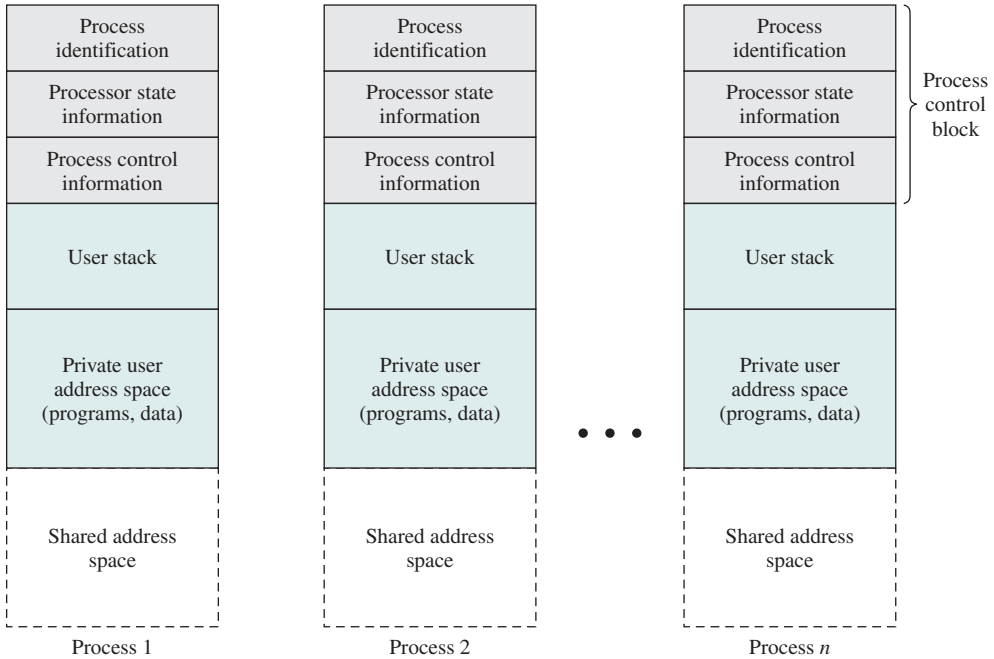 Process
identification
Processor state
information
Process control
information
User stack
Private user
address space
(programs, data)
Shared address
space
Process 1
Process
identification
Processor state
information
Process control
information
User stack
Private user
address space
(programs, data)
Shared address
space
Process 2
Process
identification
Processor state
information
Process control
information
User stack
Private user
address space
(programs, data)
Shared address
space
Process n
Process
control
block